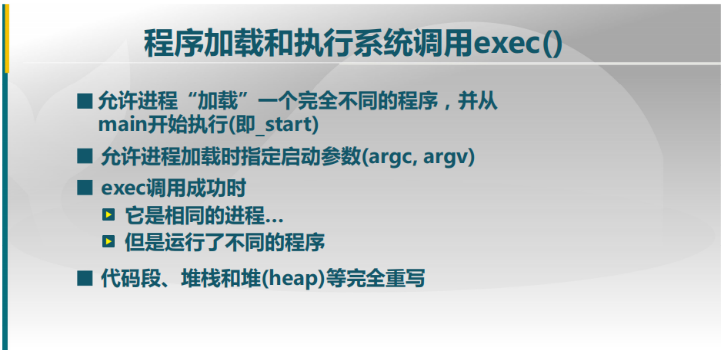 程序加载和执行系统调用exec()
允许进程“加载”一个完全不同的程序，并从
main开始执行(即_start)
允许进程加载时指定启动参数(argc, argv)
exec调用成功时
它是相同的进程...
但是运行了不同的程序
代码段、堆栈和堆(heap)等完全重写